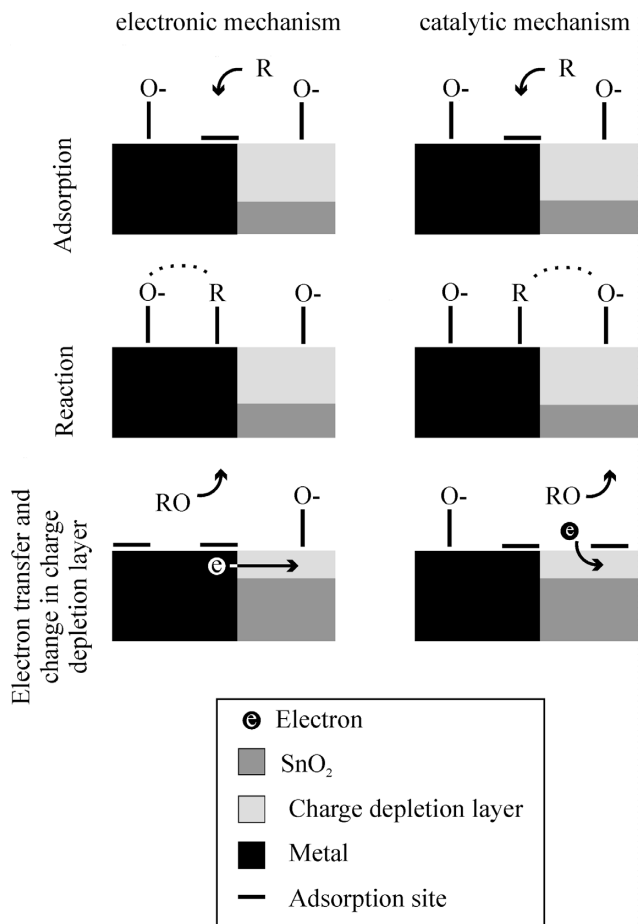 electronic mechanism
catalytic mechanism
Adsorption
O-
R
O-
O-
R
O-
Reaction
O-
R
O-
O-
R
O-
Electron transfer and
change in charge
depletion layer
RO
O-
e
O-
RO
e
e Electron
SnO₂
Charge depletion layer
Metal
Adsorption site